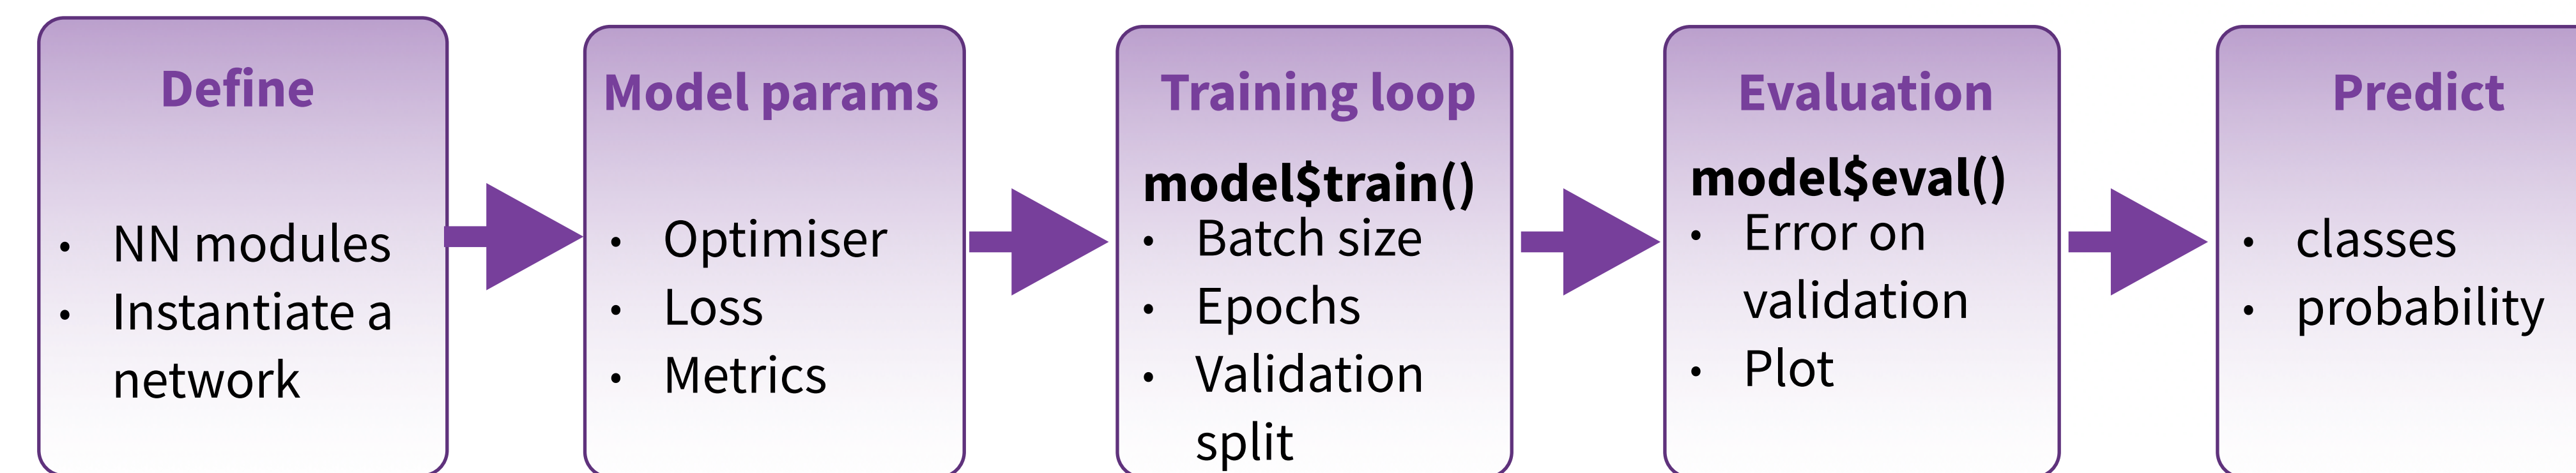 Define
• NN modules
• Instantiate a
network
Model params
• Optimiser
• Loss
• Metrics
Training loop
model$train()
• Batch size
• Epochs
• Validation
split
Evaluation
model$eval()
• Error on
validation
• Plot
Predict
• classes
• probability